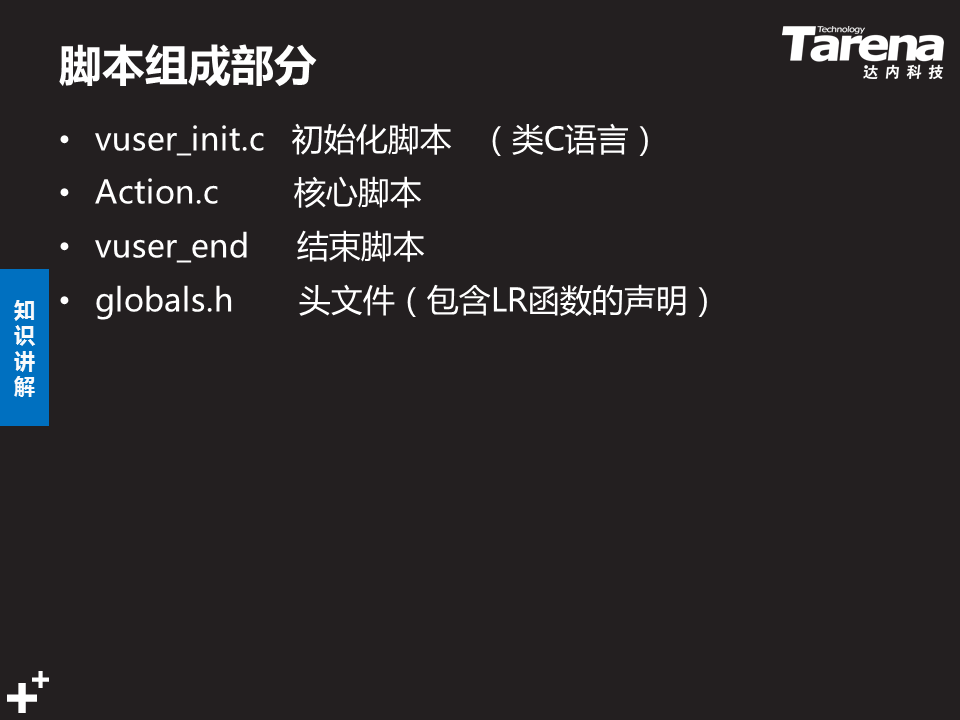 脚本组成部分
Technology
Tarena
达内科技
• vuser_init.c 初始化脚本 （类C语言）
• Action.c 核心脚本
• vuser_end 结束脚本
• globals.h 头文件（包含LR函数的声明）
知识讲解